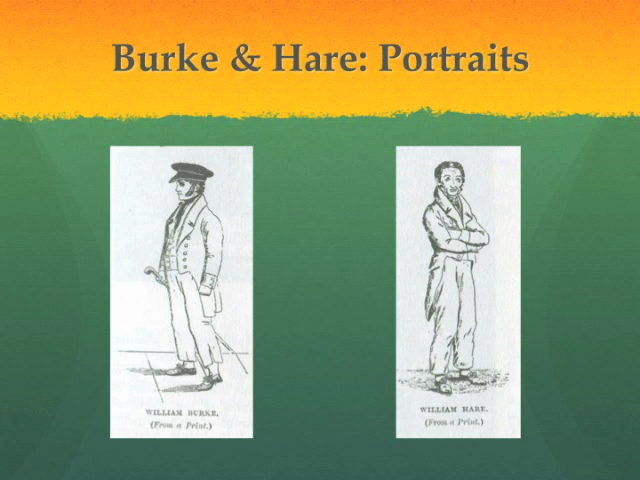 Burke & Hare: Portraits
WILLIAM BURKE.
(From a Print.)
WILLIAM HARE.
(From a Print.)